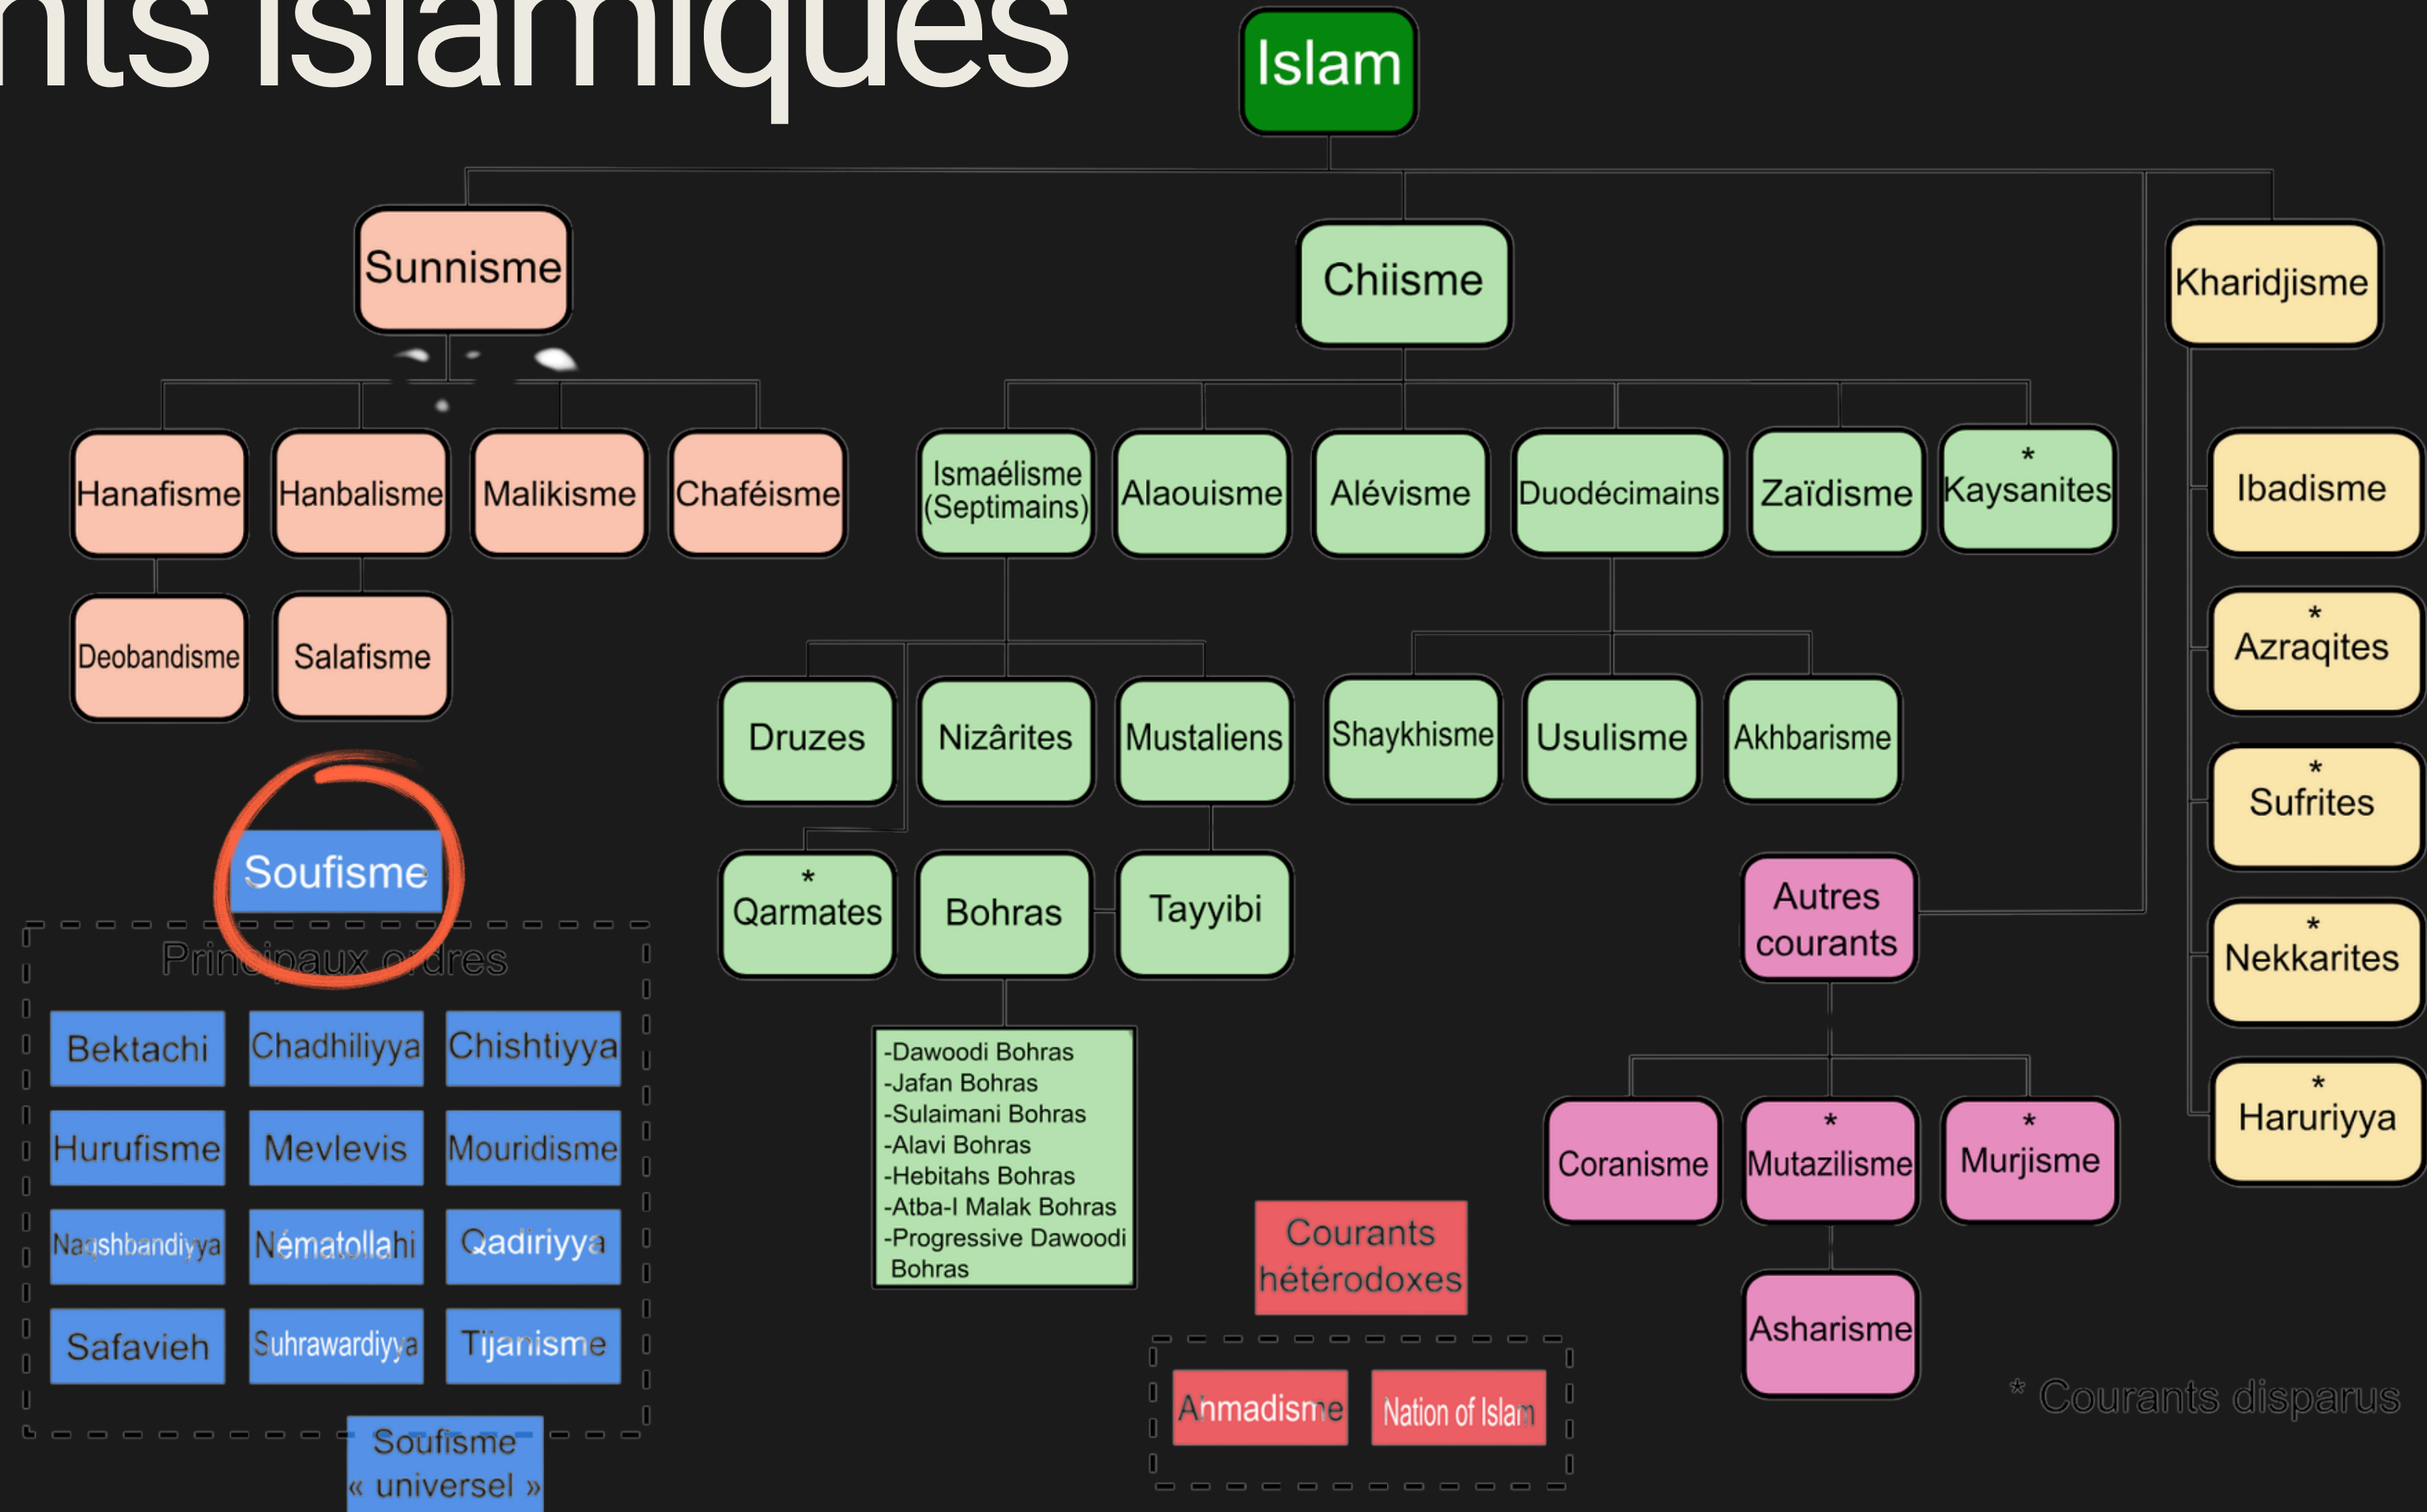 nts islamiques
Islam
Sunnisme
Chiisme
Kharidjisme
Hanafisme
Hanbalisme
Malikisme
Chaféisme
Ismaélisme
(Septimains)
Alaouisme
Alévisme
Duodécimains
Zaïdisme
*
Kaysanites
Ibadisme
Deobandisme
Salafisme
*
Azraqites
Druzes
Nizârites
Mustaliens
Shaykhisme
Usulisme
Akhbarisme
*
Sufrites
Soufisme
*
Qarmates
Bohras
Tayyibi
Autres
courants
*
Nekkarites
Principaux ordres
Bektachi
Chadhiliyya
Chishtiyya
Hurufisme
Mevlevis
Mouridisme
Naqshbandiyya
Nématollahi
Qadiriyya
Safavieh
Suhrawardiyya
Tijanisme
Soufisme
« universel »
-Dawoodi Bohras
-Jafan Bohras
-Sulaimani Bohras
-Alavi Bohras
-Hebitahs Bohras
-Atba-I Malak Bohras
-Progressive Dawoodi
Bohras
Coranisme
*
Mutazilisme
*
Murjisme
*
Haruriyya
Asharisme
Courants
hétérodoxes
Ahmadisme
Nation of Islam
* Courants disparus